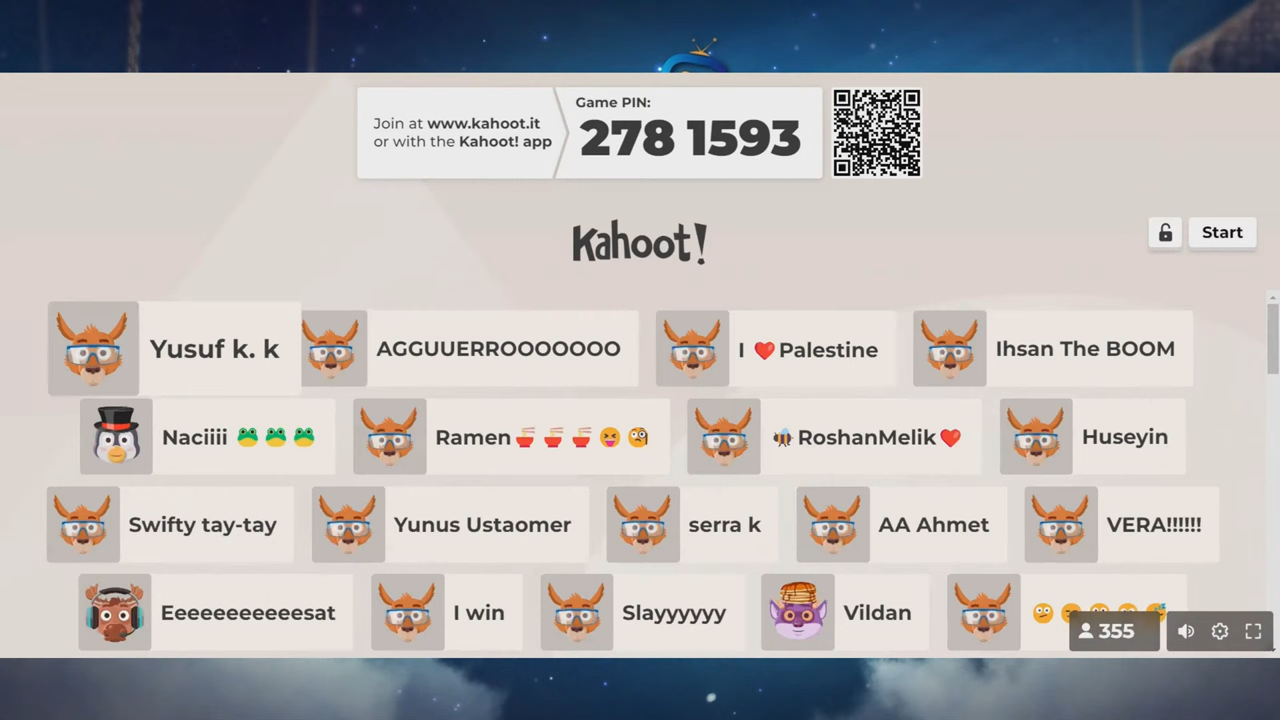 Join at www.kahoot.it
or with the Kahoot! app
Game PIN:
278 1593
Kahoot!
Start
Yusuf k. k
AGGUUERROOOOOOO
I ❤️ Palestine
Ihsan The BOOM
Naciiii 🐸 🐸 🐸
Ramen🍜 🍜 🍜 😝 🧐
🐝RoshanMelik❤️
Huseyin
Swifty tay-tay
Yunus Ustaomer
serra k
AA Ahmet
VERA!!!!!!
Eeeeeeeeeeesat
I win
Slayyyyyy
Vildan
355